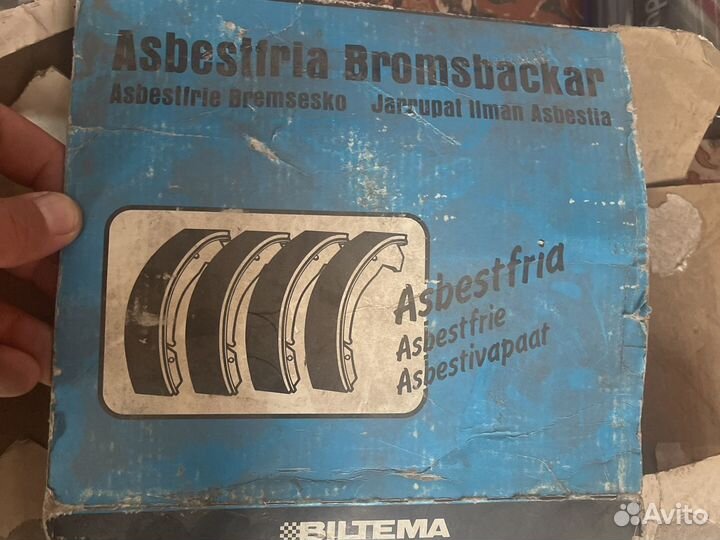 Asbestfria Bromsbackar
Asbestfrie Bremsesko Jarrupat Ilman Asbestia
Asbestfria
Asbestfrie
Asbestivapaat
BILTEMA
Avito